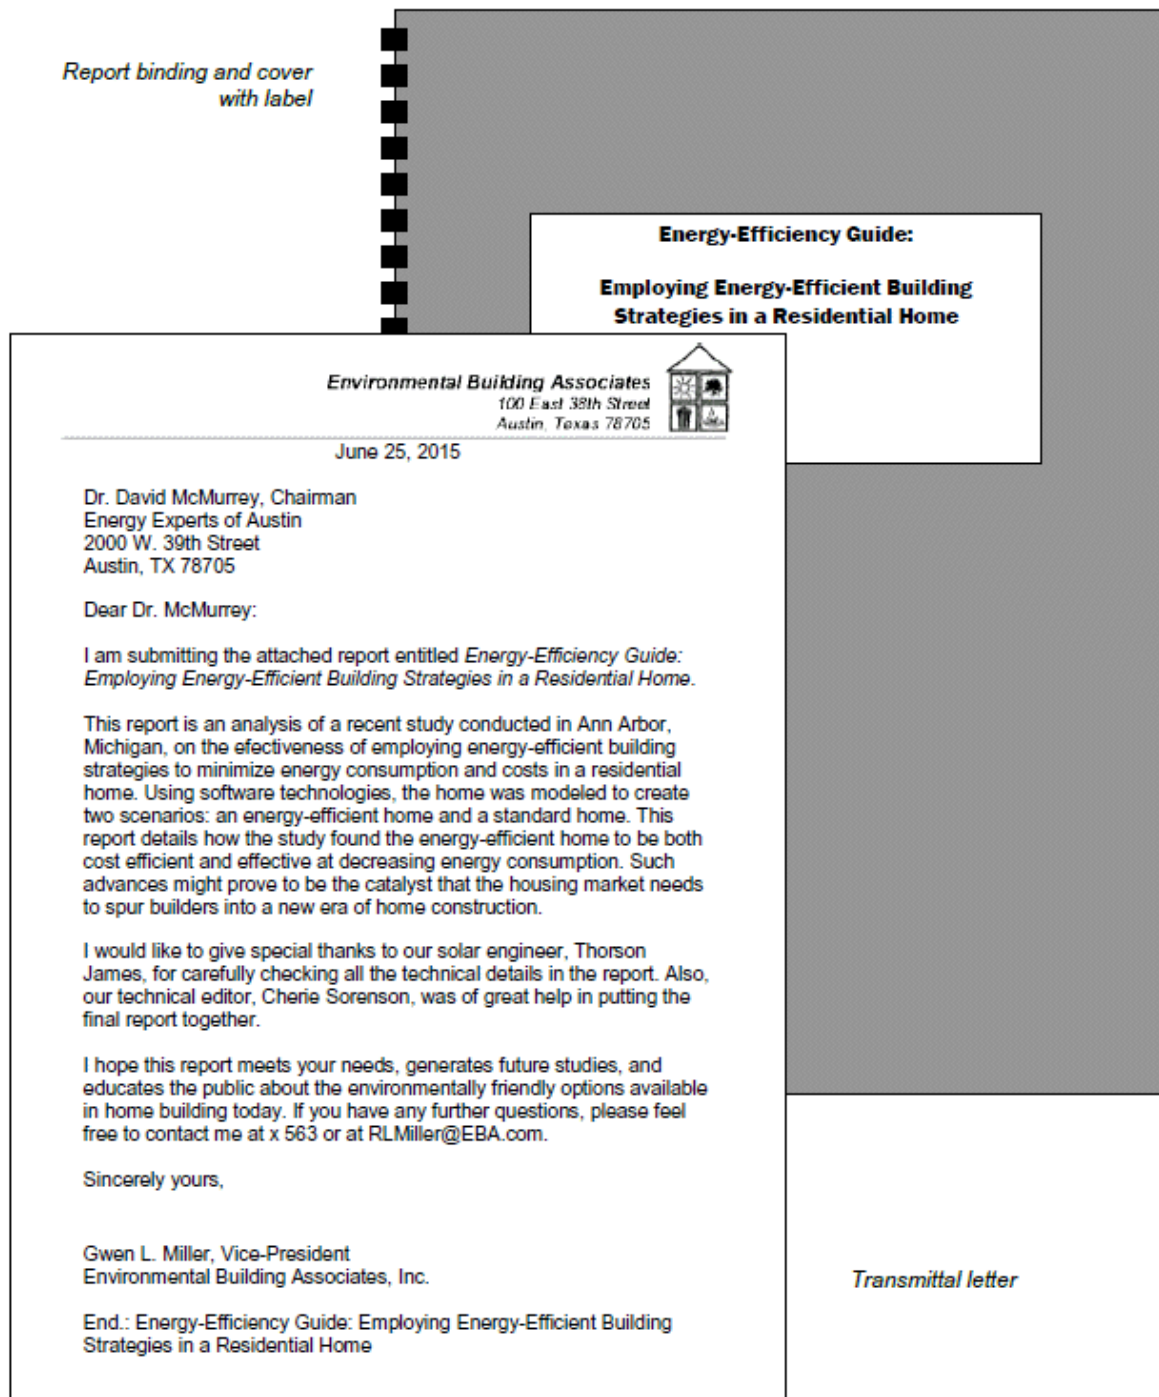 Report binding and cover
with label
Energy-Efficiency Guide:
Employing Energy-Efficient Building
Strategies in a Residential Home
Environmental Building Associates
100 East 38th Street
Austin, Texas 78705
June 25, 2015
Dr. David McMurrey, Chairman
Energy Experts of Austin
2000 W. 39th Street
Austin, TX 78705
Dear Dr. McMurrey:
I am submitting the attached report entitled Energy-Efficiency Guide:
Employing Energy-Efficient Building Strategies in a Residential Home.
This report is an analysis of a recent study conducted in Ann Arbor,
Michigan, on the efectiveness of employing energy-efficient building
strategies to minimize energy consumption and costs in a residential
home. Using software technologies, the home was modeled to create
two scenarios: an energy-efficient home and a standard home. This
report details how the study found the energy-efficient home to be both
cost efficient and effective at decreasing energy consumption. Such
advances might prove to be the catalyst that the housing market needs
to spur builders into a new era of home construction.
I would like to give special thanks to our solar engineer, Thorson
James, for carefully checking all the technical details in the report. Also,
our technical editor, Cherie Sorenson, was of great help in putting the
final report together.
I hope this report meets your needs, generates future studies, and
educates the public about the environmentally friendly options available
in home building today. If you have any further questions, please feel
free to contact me at x 563 or at RLMiller@EBA.com.
Sincerely yours,
Gwen L. Miller, Vice-President
Environmental Building Associates, Inc.
End.: Energy-Efficiency Guide: Employing Energy-Efficient Building
Strategies in a Residential Home
Transmittal letter